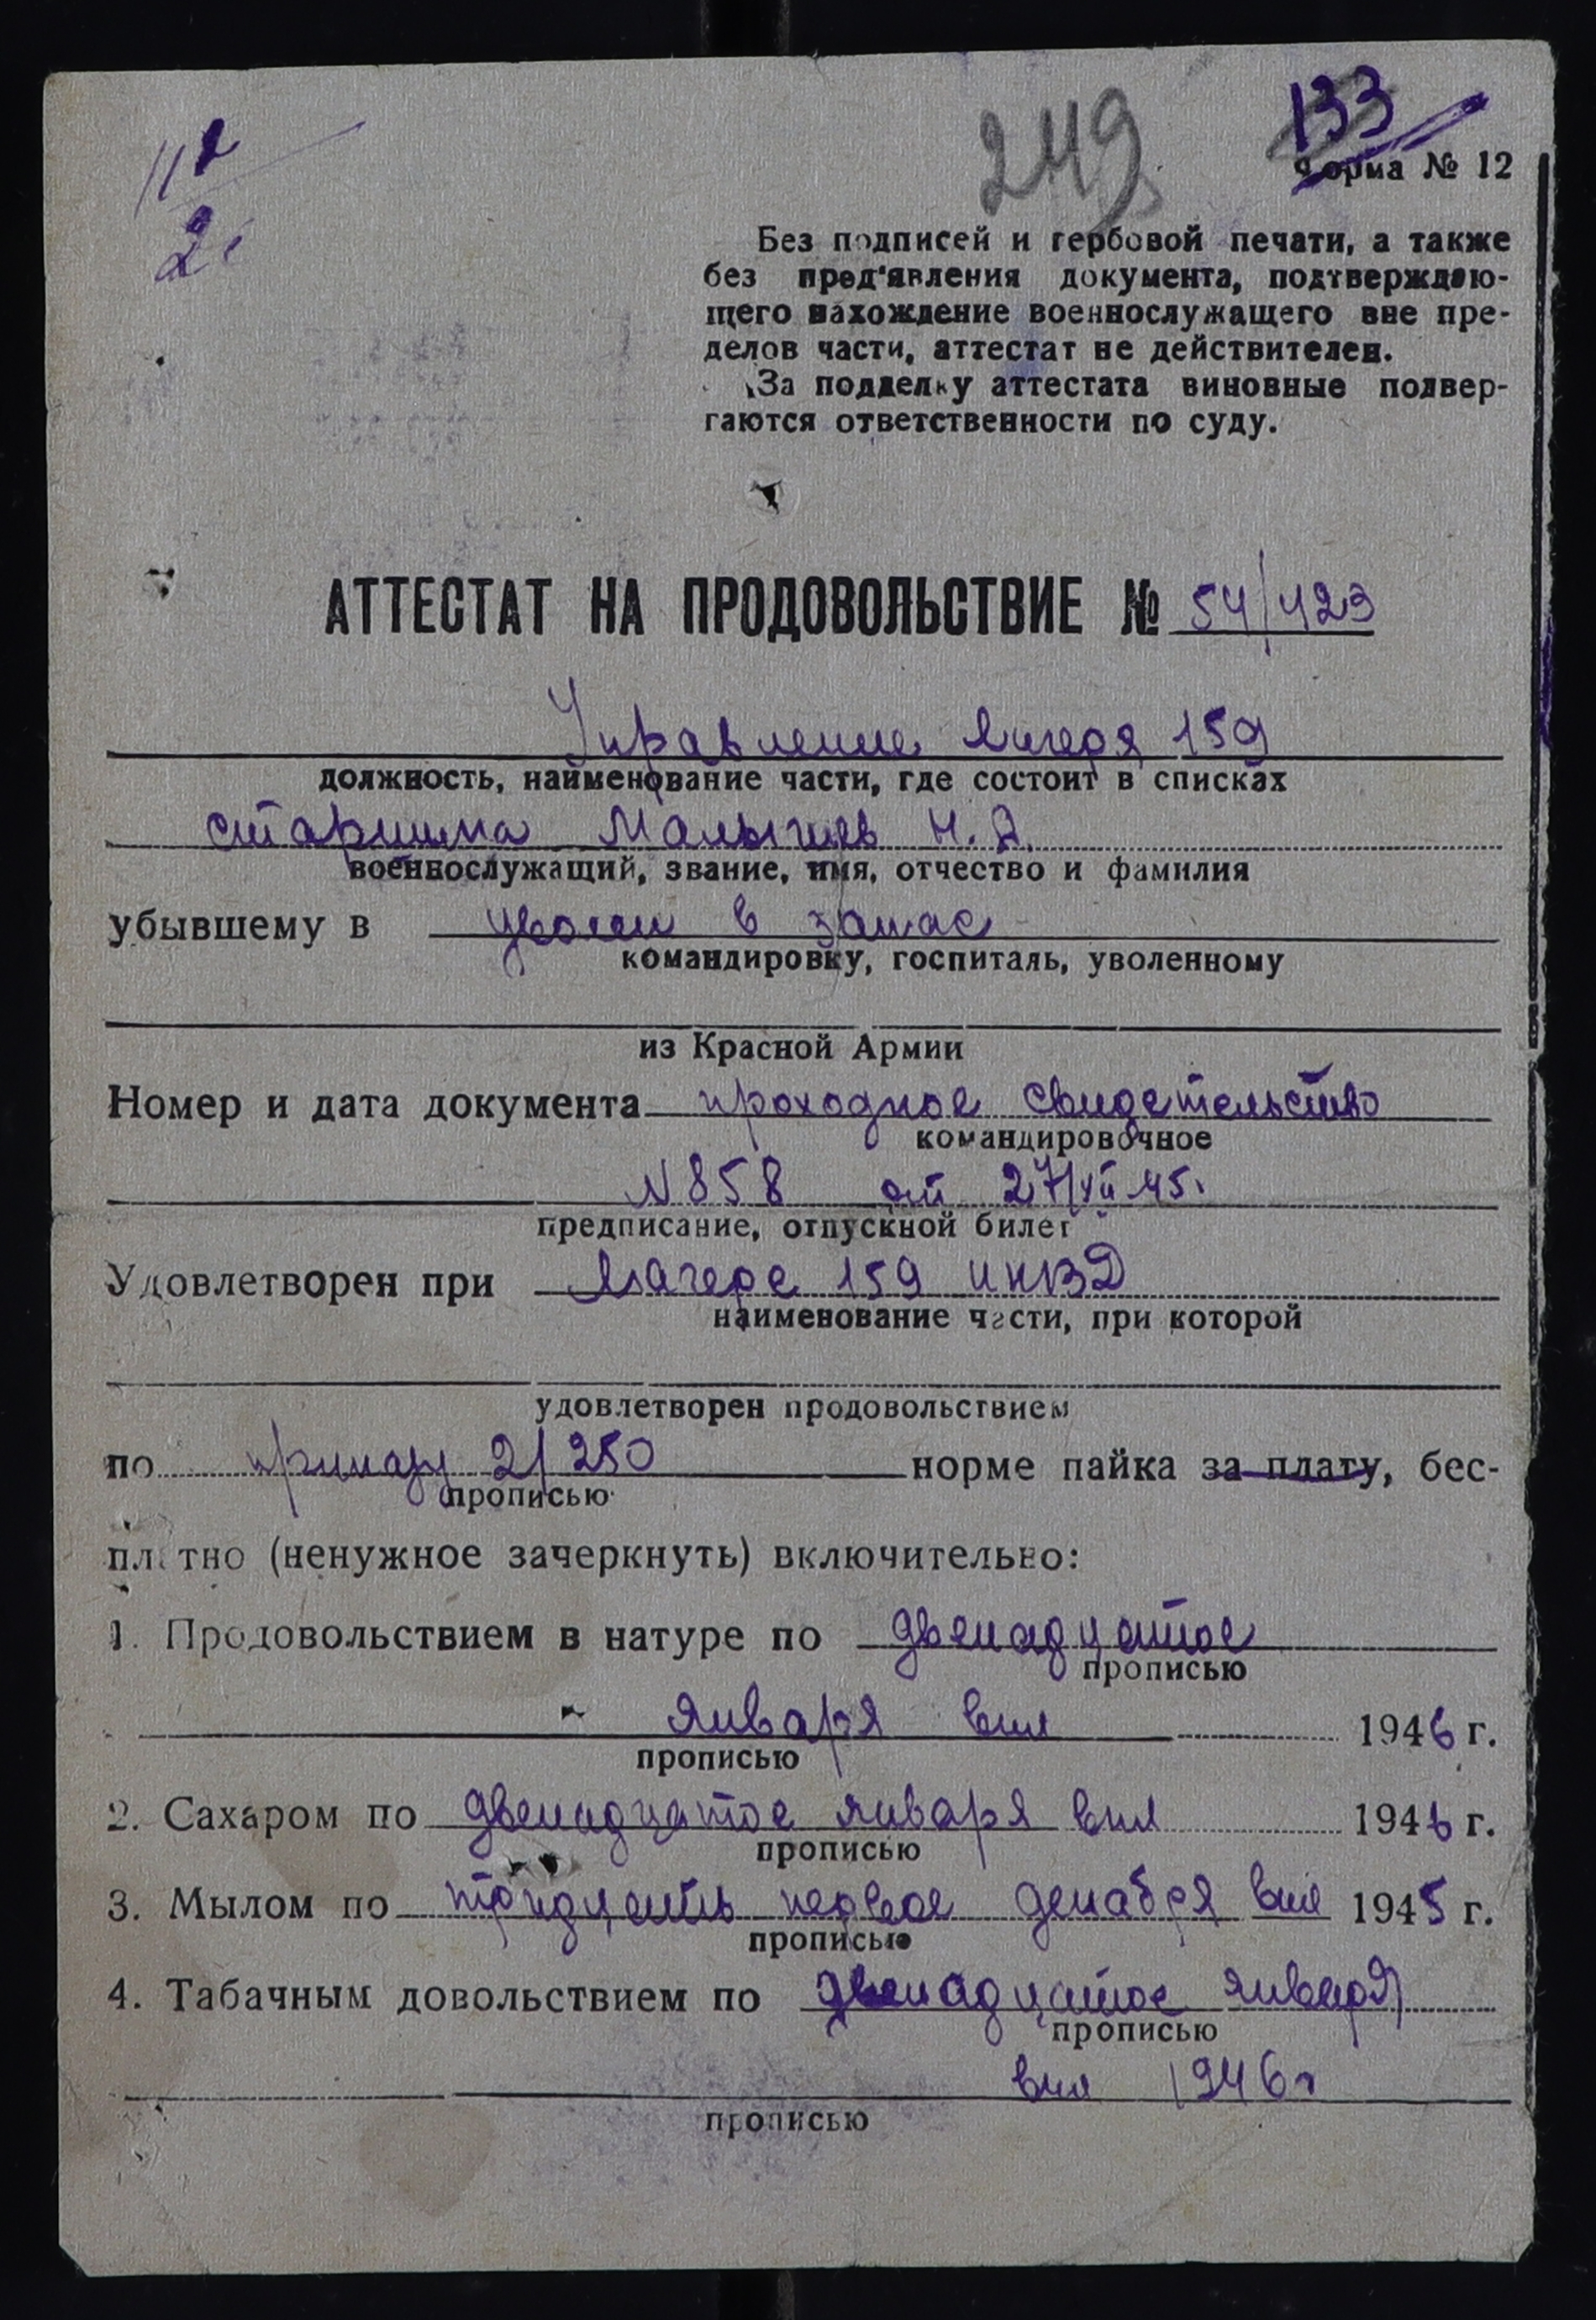 249
133
Форма № 12
Без подписей и гербовой печати, а также
без пред'явления документа, подтверждаю-
щего нахождение военнослужащего вне пре-
делов части, аттестат не действителен.
За подделку аттестата виновные подвер-
гаются ответственности по суду.
АТТЕСТАТ НА ПРОДОВОЛЬСТВИЕ № 54/423
Управление лагеря 159
должность, наименование части, где состоит в списках
старшина Малышев Н. А.
военнослужащий, звание, имя, отчество и фамилия
убывшему в уволен в запас
командировку, госпиталь, уволенному
из Красной Армии
Номер и дата документа проходное свидетельство
командировочное
N 858 от 27/XII 45.
предписание, отпускной билет
Удовлетворен при лагере 159 НКВД
наименование части, при которой
удовлетворен продовольствием
по приказу 2/250 норме пайка за плату, бес-
прописью
платно (ненужное зачеркнуть) включительно:
1. Продовольствием в натуре по двенадцатое
прописью
января вкл 1946 г.
прописью
2. Сахаром по двенадцатое января вкл 1946 г.
прописью
3. Мылом по тридцать первое декабря вкл 1945 г.
прописью
4. Табачным довольствием по двенадцатое января
прописью
вкл 1946 г
прописью